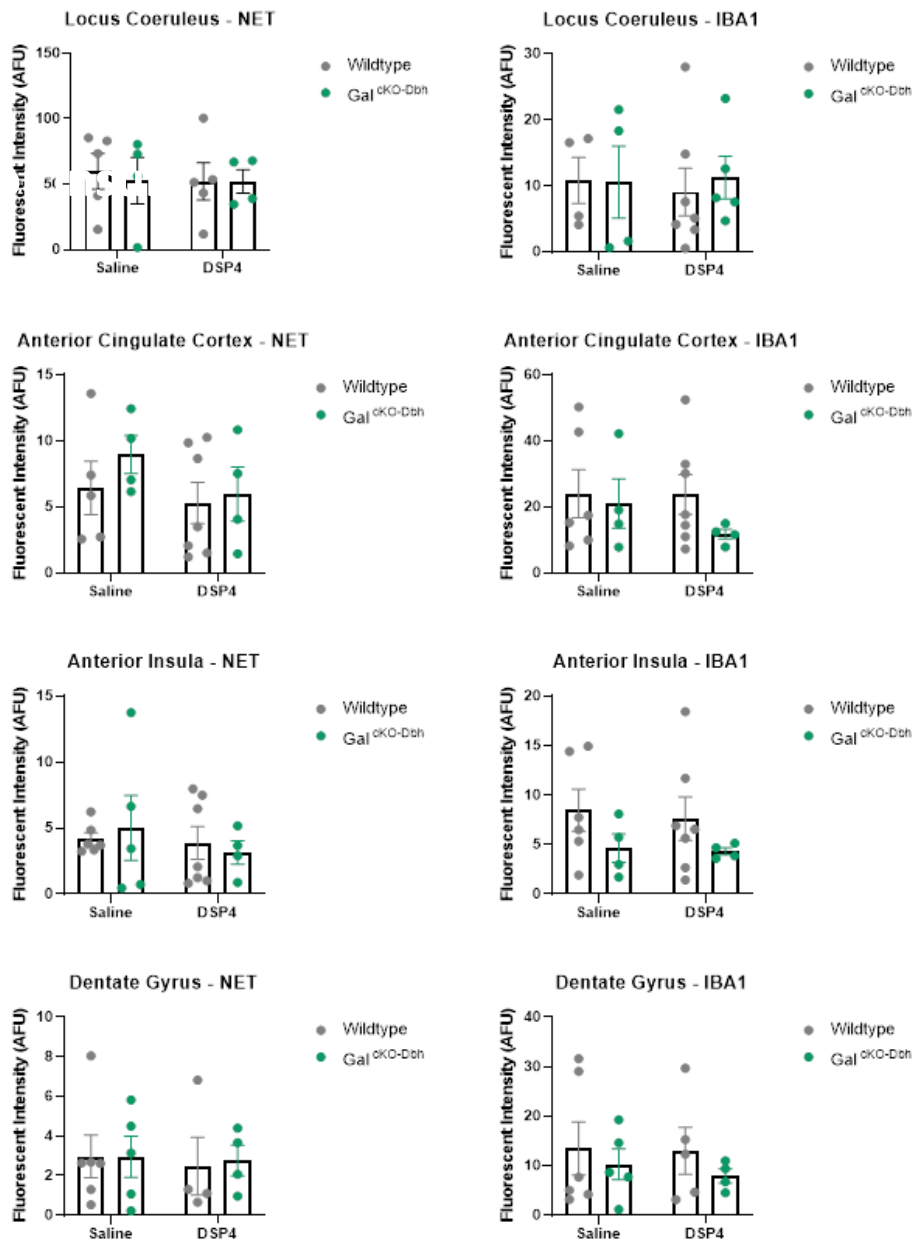 Locus Coeruleus - NET
Fluorescent Intensity (AFU)
150
100
50
0
Saline
DSP4
Wildtype
Gal cKO-Dbh
Locus Coeruleus - IBA1
Fluorescent Intensity (AFU)
30
20
10
0
Saline
DSP4
Wildtype
Gal cKO-Dbh
Anterior Cingulate Cortex - NET
Fluorescent Intensity (AFU)
15
10
5
0
Saline
DSP4
Wildtype
Gal cKO-Dbh
Anterior Cingulate Cortex - IBA1
Fluorescent Intensity (AFU)
60
40
20
0
Saline
DSP4
Wildtype
Gal cKO-Dbh
Anterior Insula - NET
Fluorescent Intensity (AFU)
15
10
5
0
Saline
DSP4
Wildtype
Gal cKO-Dbh
Anterior Insula - IBA1
Fluorescent Intensity (AFU)
20
15
10
5
0
Saline
DSP4
Wildtype
Gal cKO-Dbh
Dentate Gyrus - NET
Fluorescent Intensity (AFU)
10
8
6
4
2
0
Saline
DSP4
Wildtype
Gal cKO-Dbh
Dentate Gyrus - IBA1
Fluorescent Intensity (AFU)
40
30
20
10
0
Saline
DSP4
Wildtype
Gal cKO-Dbh